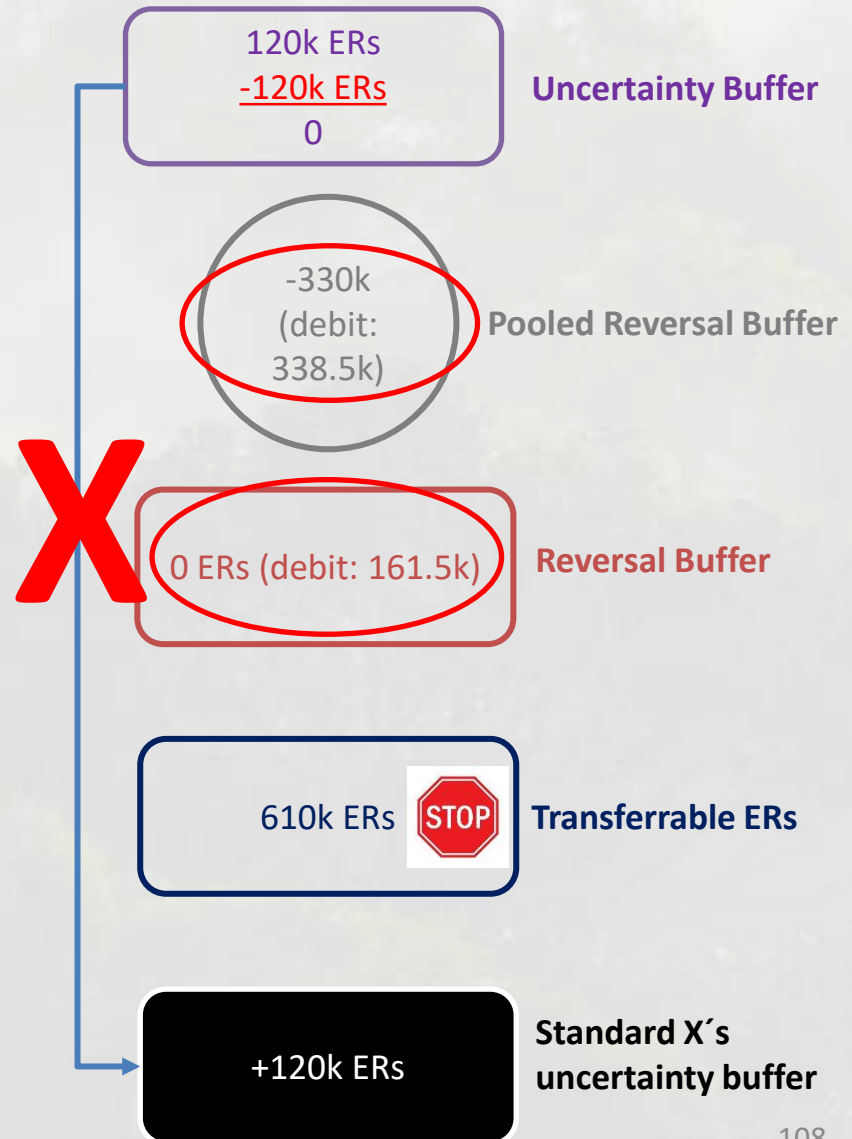 120k ERs
-120k ERs
0
Uncertainty Buffer
-330k
(debit:
338.5k)
Pooled Reversal Buffer
X
0 ERs (debit: 161.5k)
Reversal Buffer
610k ERs
STOP
Transferrable ERs
+120k ERs
Standard X´s
uncertainty buffer
108